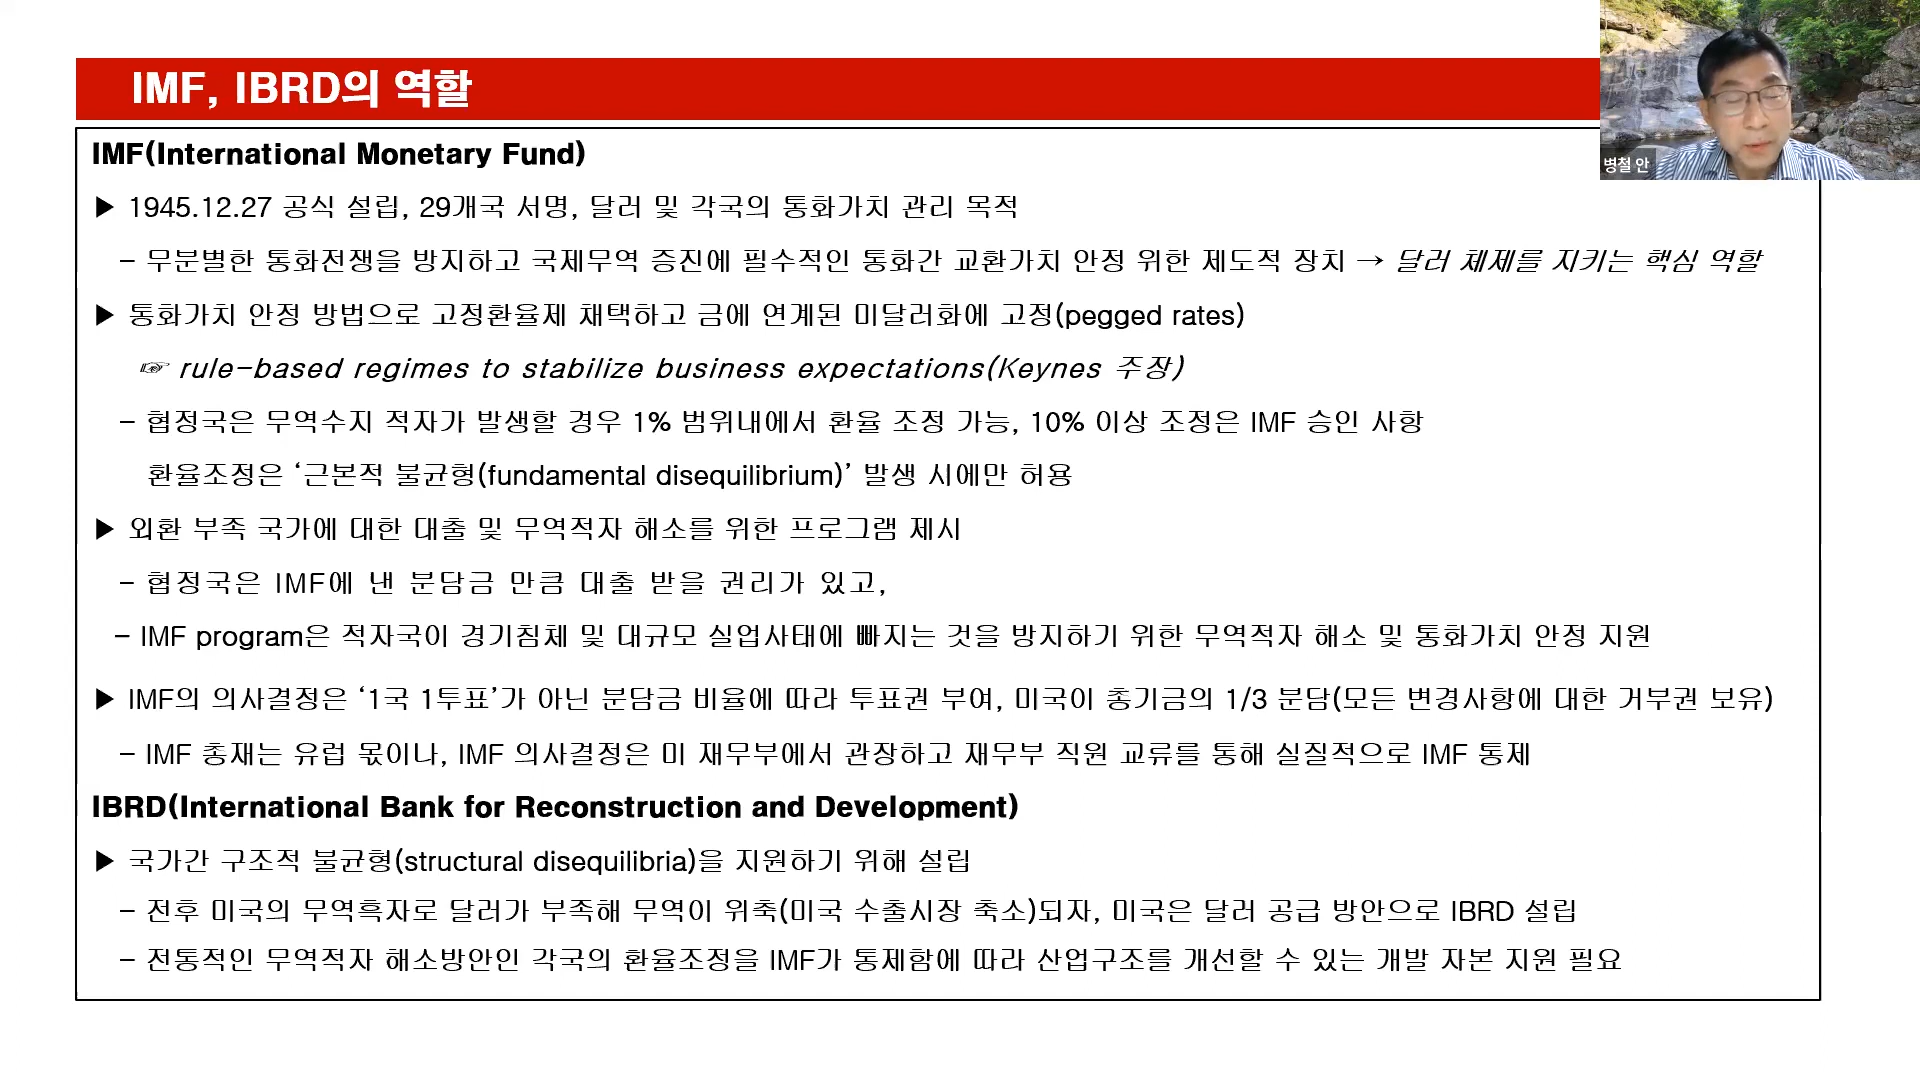 IMF, IBRD의 역할
병철 안
IMF(International Monetary Fund)
▶ 1945.12.27 공식 설립, 29개국 서명, 달러 및 각국의 통화가치 관리 목적
- 무분별한 통화전쟁을 방지하고 국제무역 증진에 필수적인 통화간 교환가치 안정 위한 제도적 장치 → 달러 체제를 지키는 핵심 역할
▶ 통화가치 안정 방법으로 고정환율제 채택하고 금에 연계된 미달러화에 고정(pegged rates)
☞ rule-based regimes to stabilize business expectations(Keynes 주장)
- 협정국은 무역수지 적자가 발생할 경우 1% 범위내에서 환율 조정 가능, 10% 이상 조정은 IMF 승인 사항
환율조정은 ‘근본적 불균형(fundamental disequilibrium)’ 발생 시에만 허용
▶ 외환 부족 국가에 대한 대출 및 무역적자 해소를 위한 프로그램 제시
- 협정국은 IMF에 낸 분담금 만큼 대출 받을 권리가 있고,
- IMF program은 적자국이 경기침체 및 대규모 실업사태에 빠지는 것을 방지하기 위한 무역적자 해소 및 통화가치 안정 지원
▶ IMF의 의사결정은 ‘1국 1투표’가 아닌 분담금 비율에 따라 투표권 부여, 미국이 총기금의 1/3 분담(모든 변경사항에 대한 거부권 보유)
- IMF 총재는 유럽 몫이나, IMF 의사결정은 미 재무부에서 관장하고 재무부 직원 교류를 통해 실질적으로 IMF 통제
IBRD(International Bank for Reconstruction and Development)
▶ 국가간 구조적 불균형(structural disequilibria)을 지원하기 위해 설립
- 전후 미국의 무역흑자로 달러가 부족해 무역이 위축(미국 수출시장 축소)되자, 미국은 달러 공급 방안으로 IBRD 설립
- 전통적인 무역적자 해소방안인 각국의 환율조정을 IMF가 통제함에 따라 산업구조를 개선할 수 있는 개발 자본 지원 필요